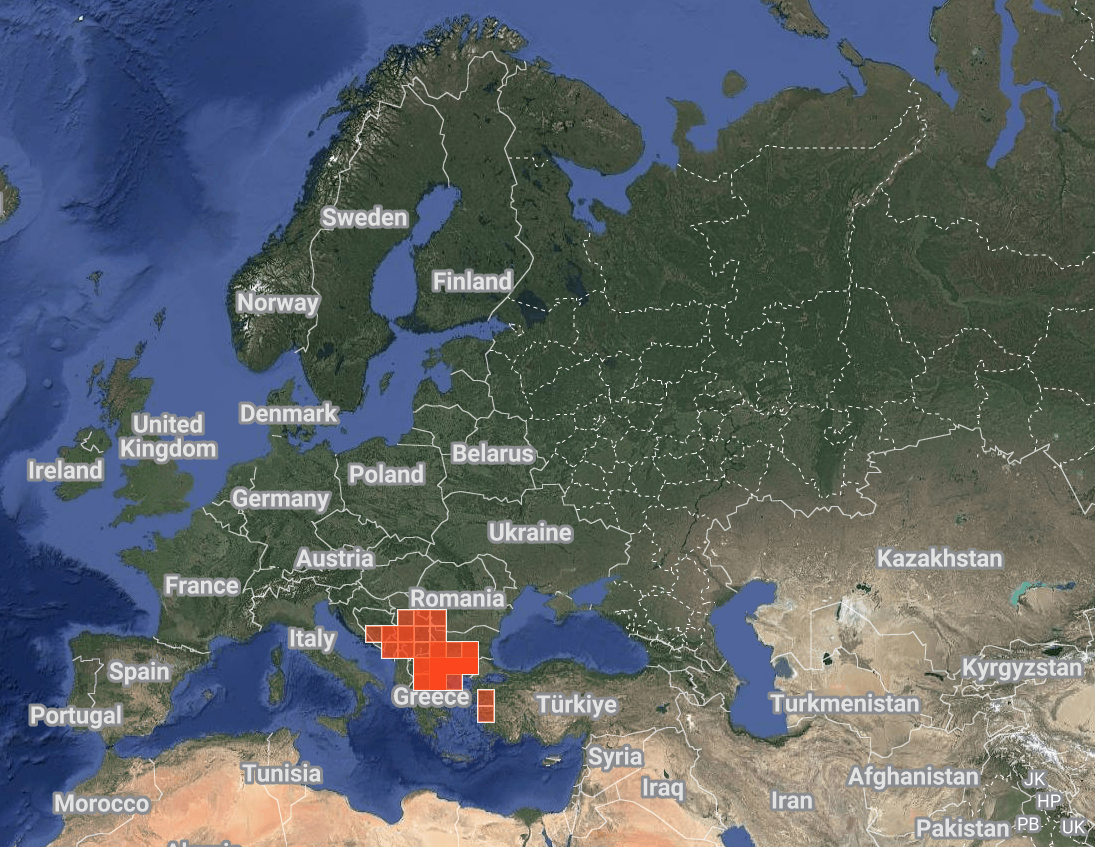 Sweden
Finland
Norway
Denmark
United
Kingdom
Ireland
Belarus
Poland
Germany
Ukraine
Austria
Kazakhstan
France
Romania
Italy
Spain
Kyrgyzstan
Portugal
Greece
Türkiye
Turkmenistan
Syria
Tunisia
Iraq
Afghanistan
JK
Morocco
Iran
HP
Pakistan
PB
UK